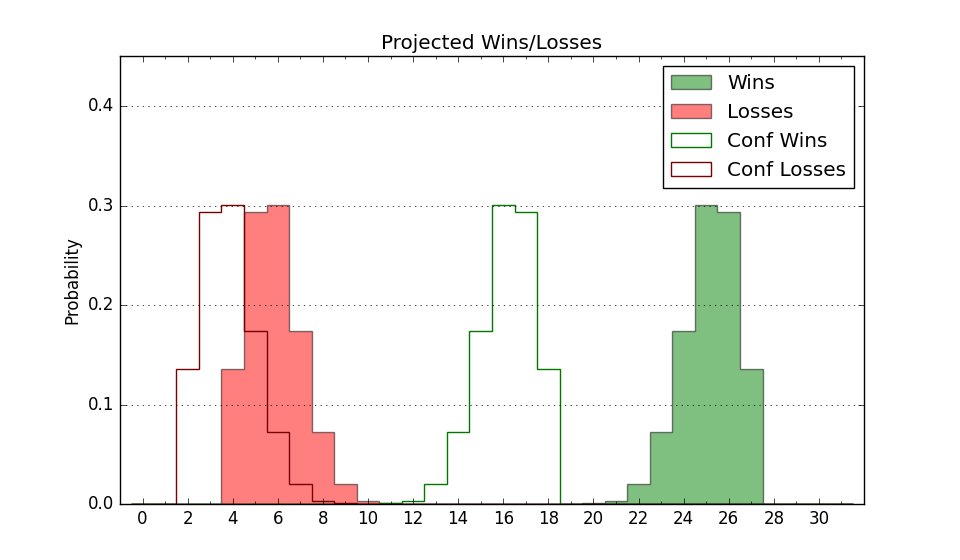 Projected Wins/Losses
Wins
Losses
Conf Wins
Conf Losses
Probability
0.4
0.3
0.2
0.1
0.0
0 2 4 6 8 10 12 14 16 18 20 22 24 26 28 30